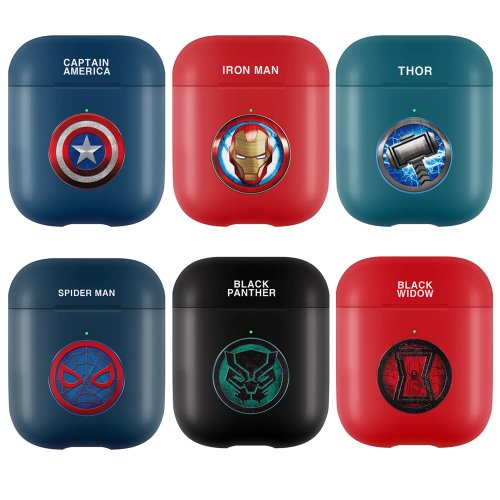 CAPTAIN
AMERICA
IRON MAN
THOR
SPIDER MAN
BLACK
PANTHER
BLACK
WIDOW